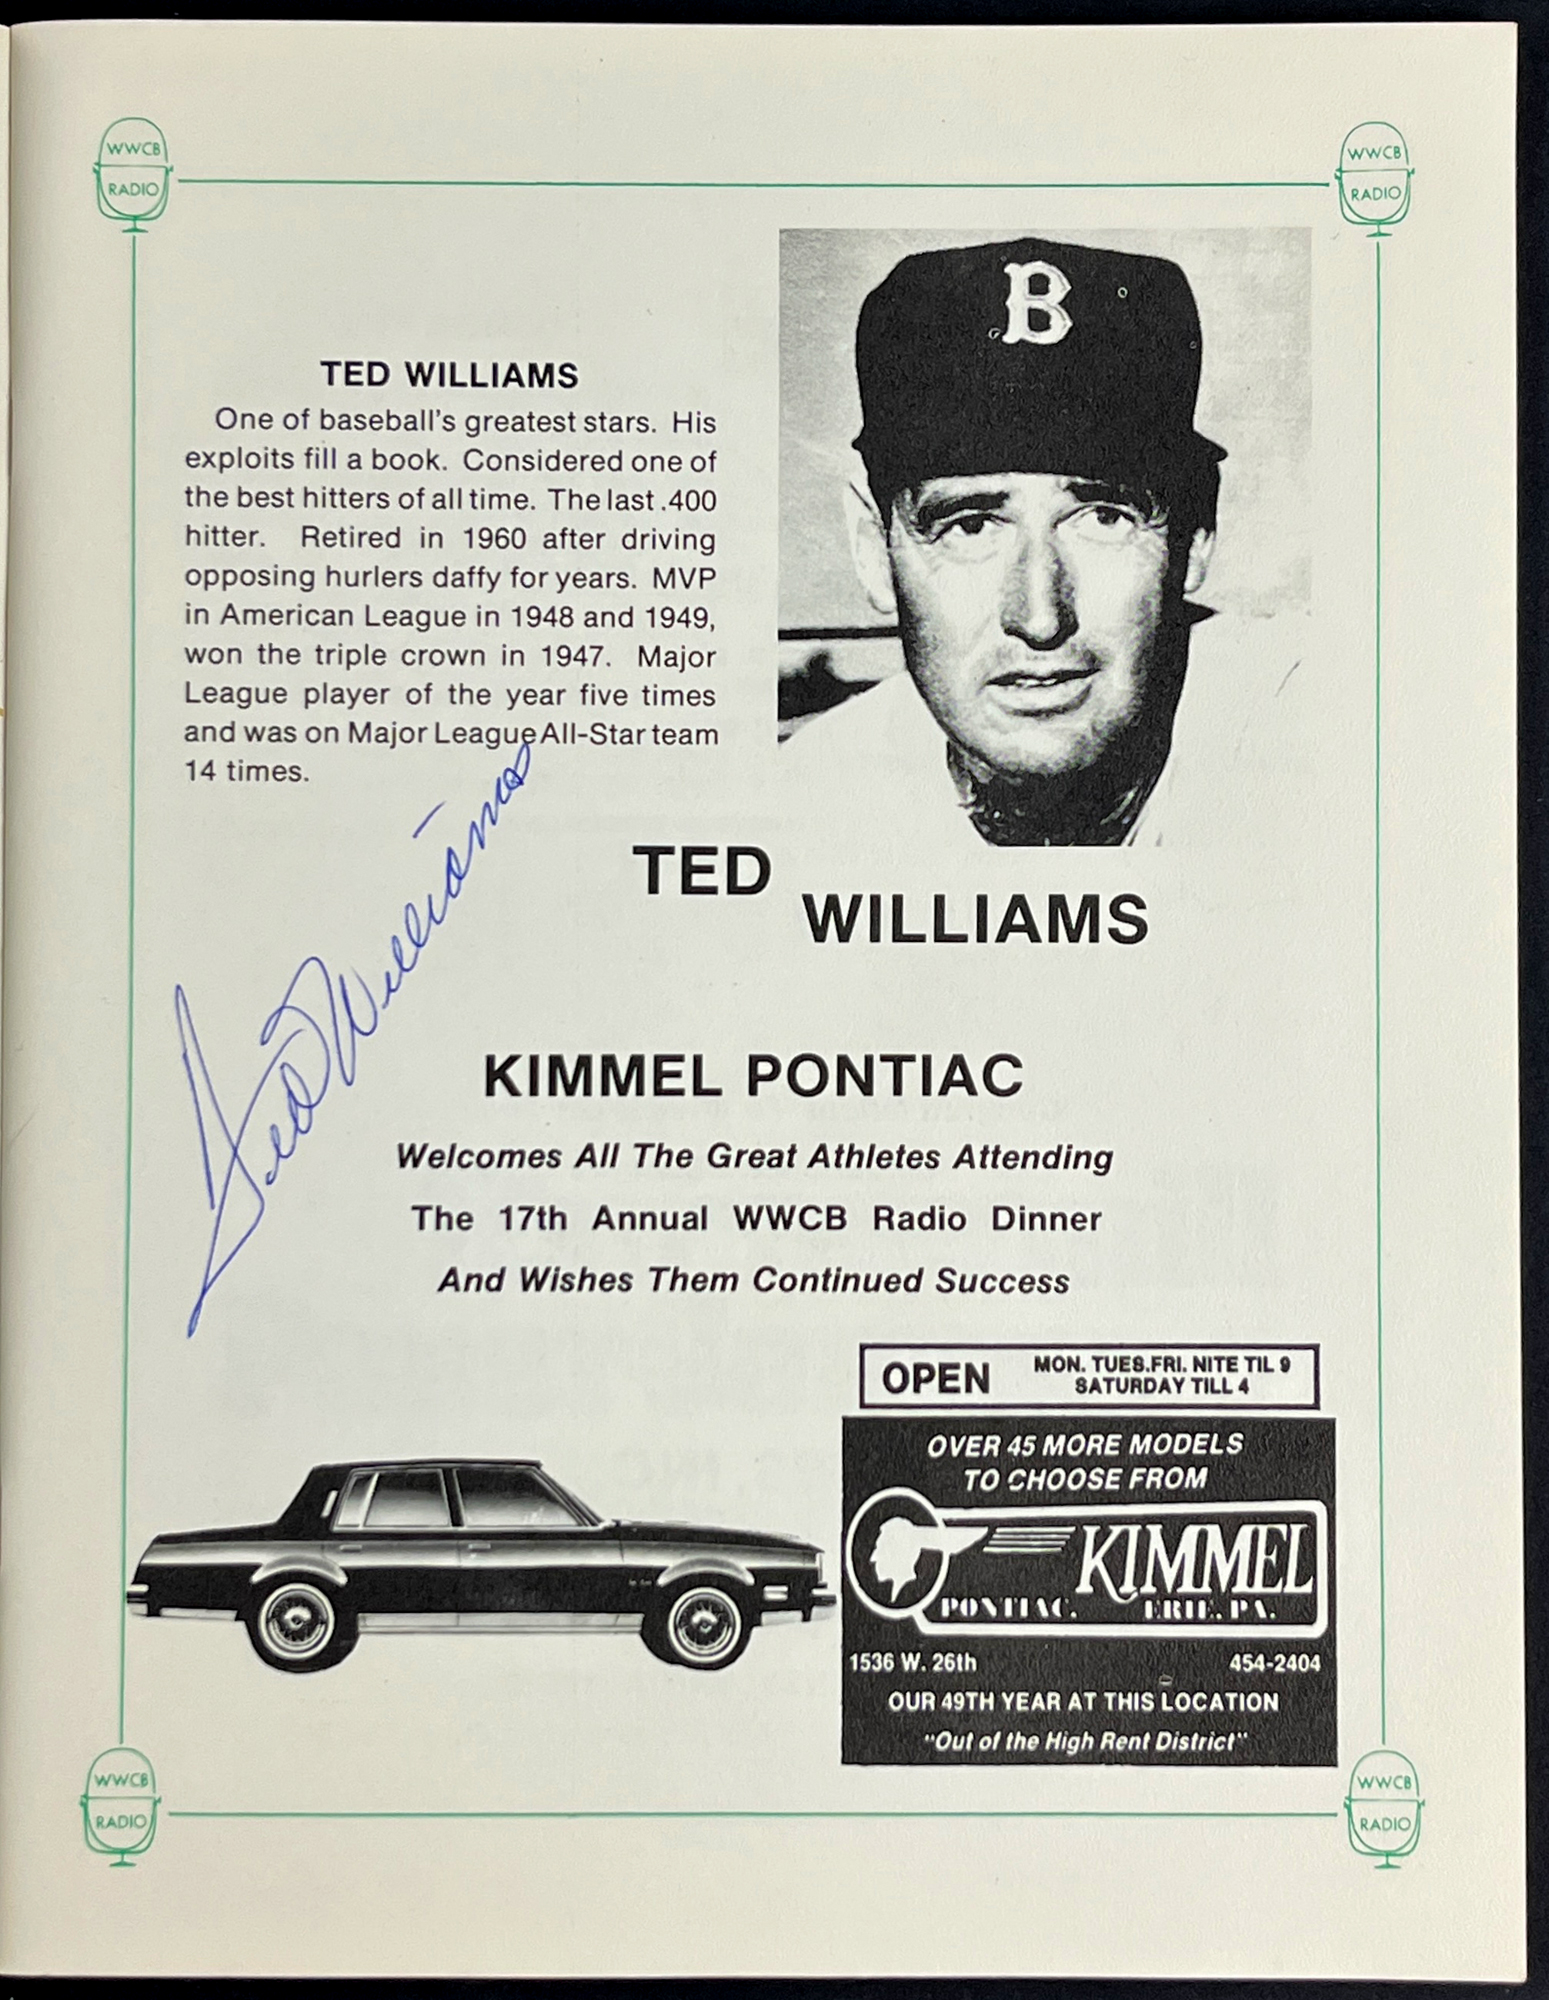 WWCB
RADIO
WWCB
RADIO
B
TED WILLIAMS
One of baseball's greatest stars. His
exploits fill a book. Considered one of
the best hitters of all time. The last .400
hitter. Retired in 1960 after driving
opposing hurlers daffy for years. MVP
in American League in 1948 and 1949,
won the triple crown in 1947. Major
League player of the year five times
and was on Major League All-Star team
14 times.
TED
WILLIAMS
Ted Williams
KIMMEL PONTIAC
Welcomes All The Great Athletes Attending
The 17th Annual WWCB Radio Dinner
And Wishes Them Continued Success
OPEN MON. TUES.FRI. NITE TIL 9
SATURDAY TILL 4
OVER 45 MORE MODELS
TO CHOOSE FROM
KIMMEL
PONTIAC. ERIE. PA.
1536 W. 26th 454-2404
OUR 49TH YEAR AT THIS LOCATION
"Out of the High Rent District"
WWCB
RADIO
WWCB
RADIO